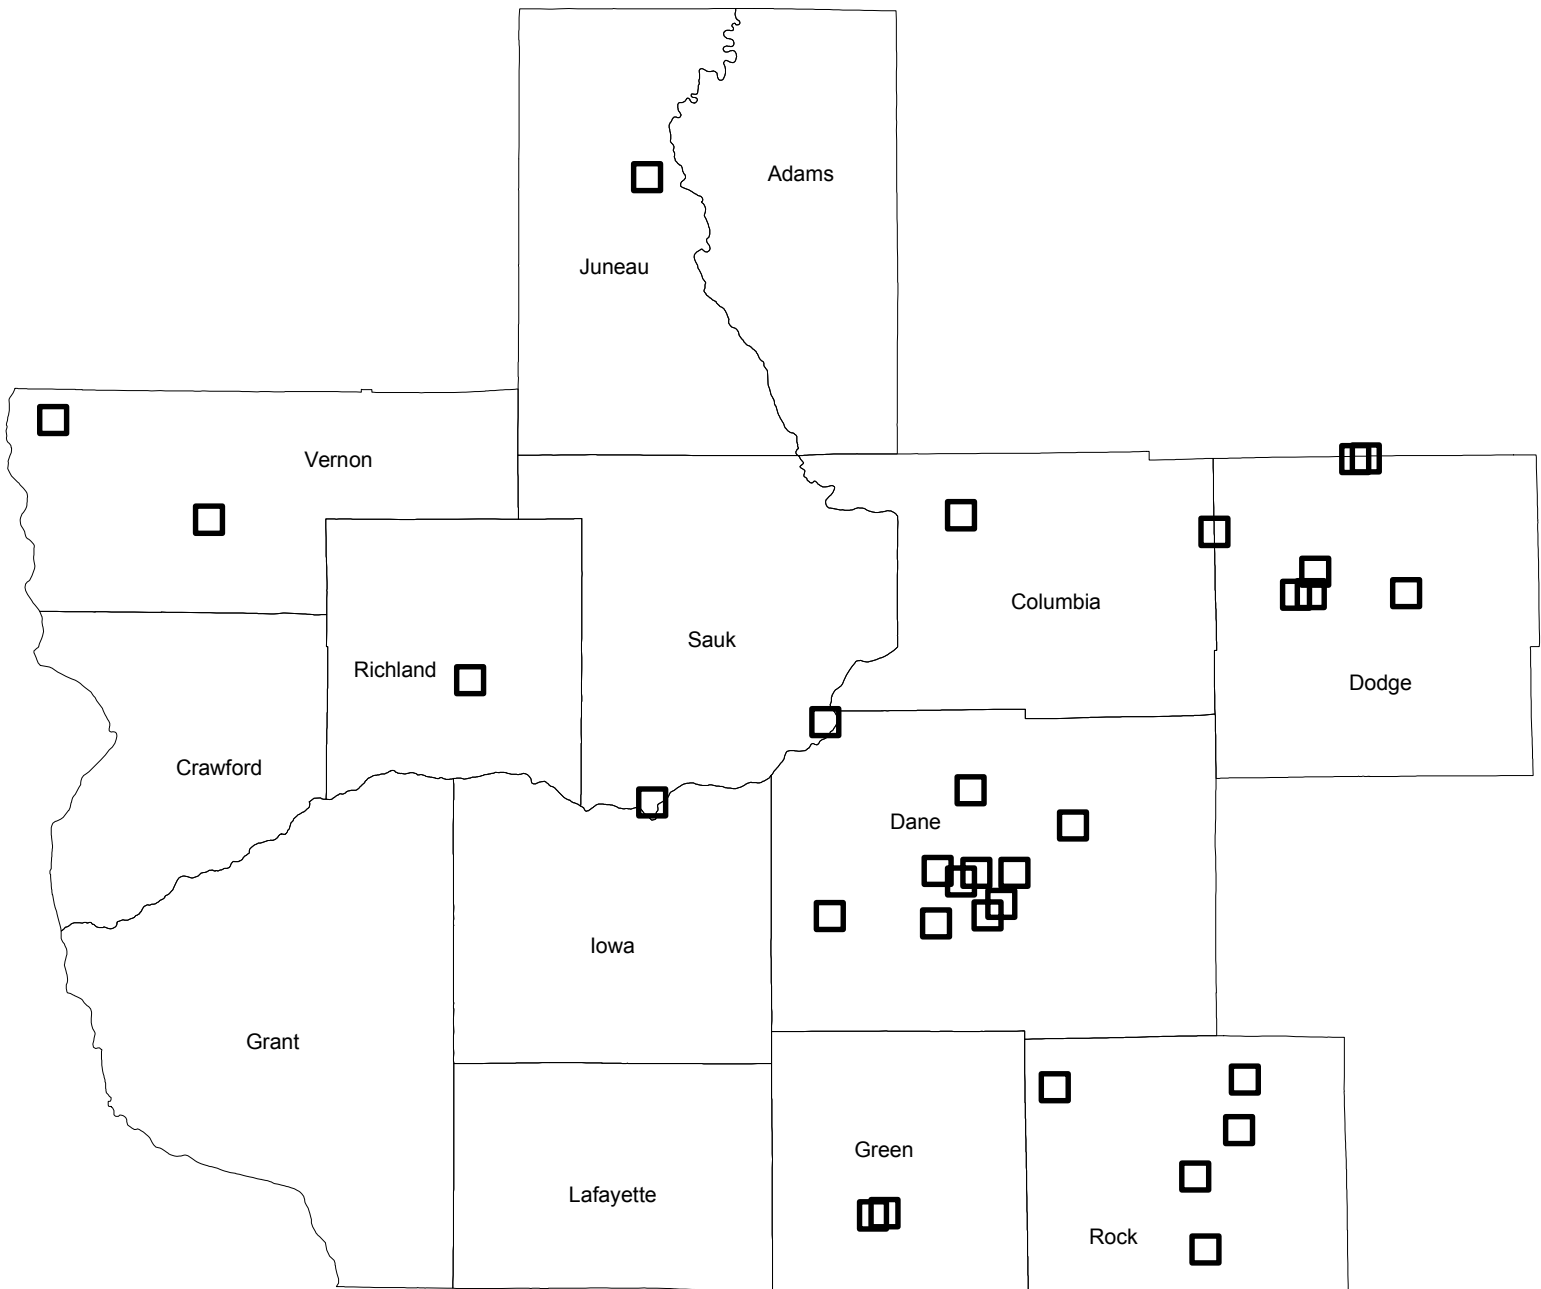 Adams
Juneau
Vernon
Columbia
Sauk
Richland
Dodge
Crawford
Dane
Iowa
Grant
Green
Lafayette
Rock